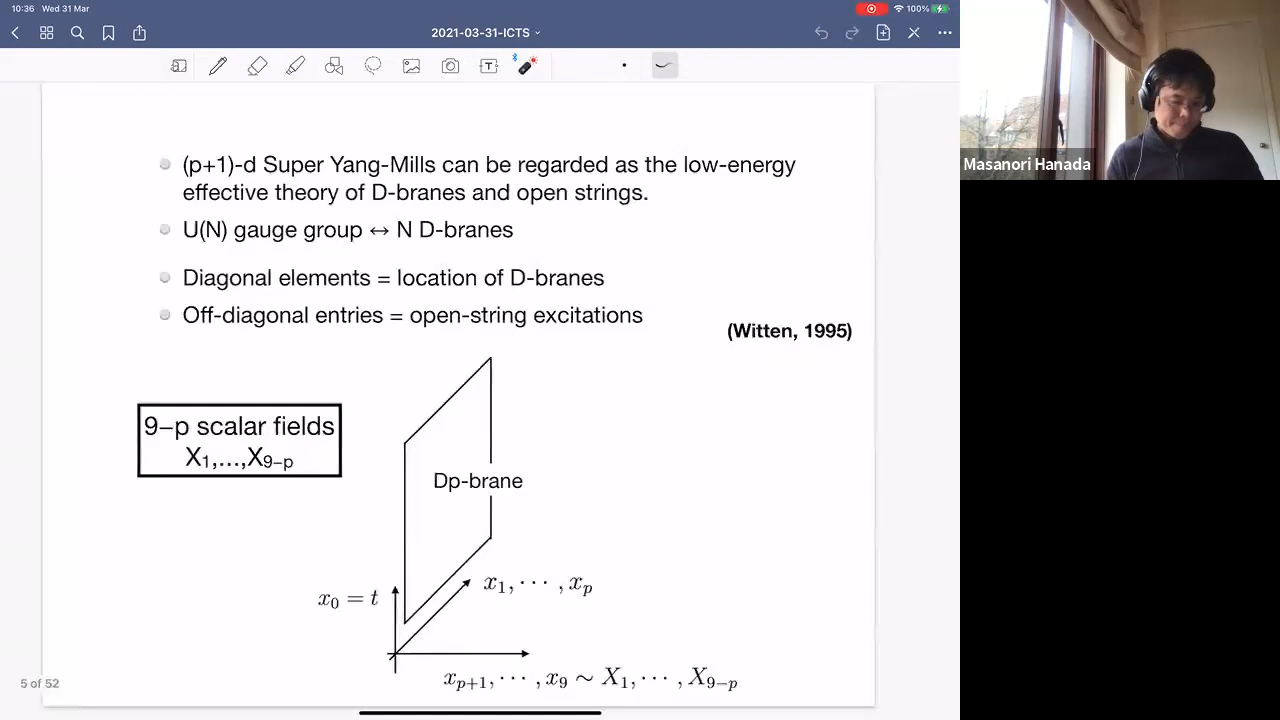 10:36 Wed 31 Mar
100%
2021-03-31-ICTS
Masanori Hanada
(p+1)-d Super Yang-Mills can be regarded as the low-energy
effective theory of D-branes and open strings.
U(N) gauge group ↔ N D-branes
Diagonal elements = location of D-branes
Off-diagonal entries = open-string excitations
(Witten, 1995)
9−p scalar fields
X₁,...,X₉₋ₚ
Dp-brane
x₁, ⋯ , xₚ
x₀ = t
xₚ₊₁, ⋯ , x₉ ∼ X₁, ⋯ , X₉₋ₚ
5 of 52